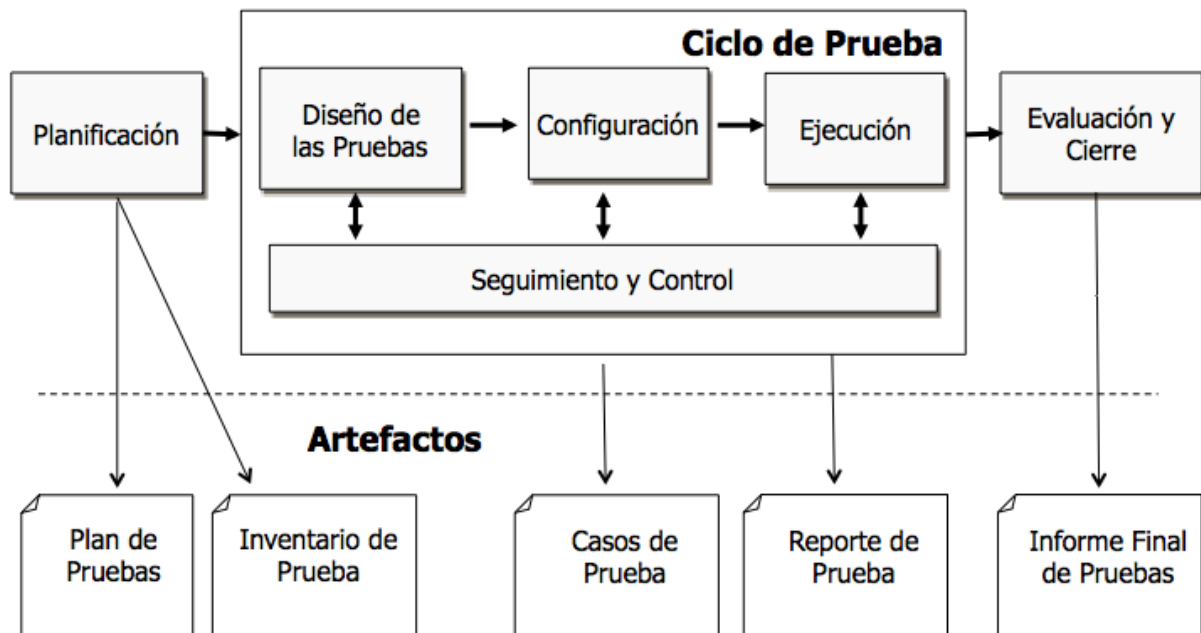 Ciclo de Prueba
Planificación
Diseño de
las Pruebas
Configuración
Ejecución
Evaluación y
Cierre
Seguimiento y Control
Artefactos
Plan de
Pruebas
Inventario de
Prueba
Casos de
Prueba
Reporte de
Prueba
Informe Final
de Pruebas